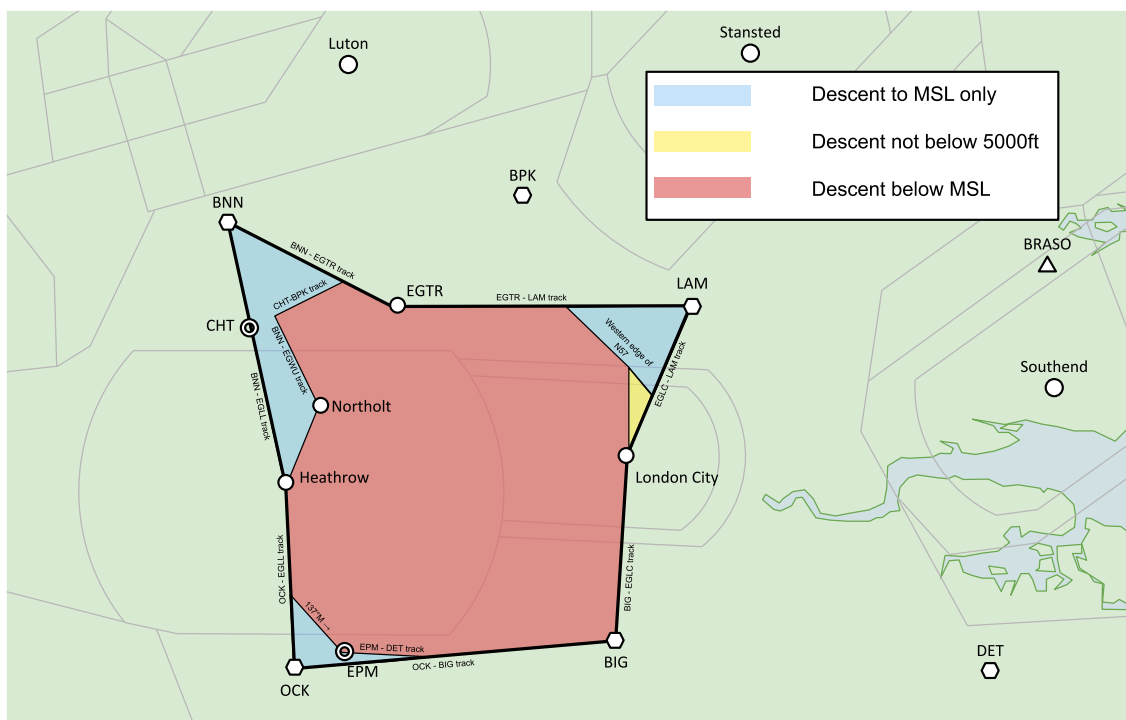 Luton
Stansted
Descent to MSL only
Descent not below 5000ft
Descent below MSL
BPK
BNN
BRASO
BNN - EGTR track
LAM
EGTR
EGTR - LAM track
CHT-BPK track
CHT
Western edge of
N57
BNN - EGWU track
EGLC - LAM track
BNN - EGLL track
Southend
Northolt
Heathrow
London City
OCK - EGLL track
BIG - EGLC track
137°M →
EPM - DET track
OCK - BIG track
EPM
BIG
DET
OCK